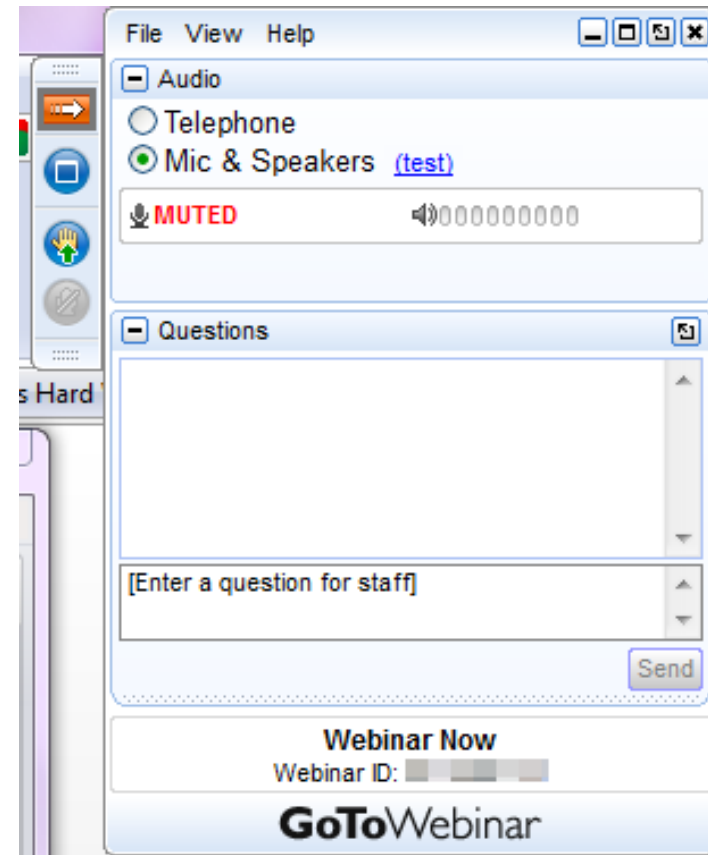 File View Help
Audio
Telephone
Mic & Speakers (test)
MUTED
Questions
s Hard
[Enter a question for staff]
Send
Webinar Now
Webinar ID:
GoToWebinar